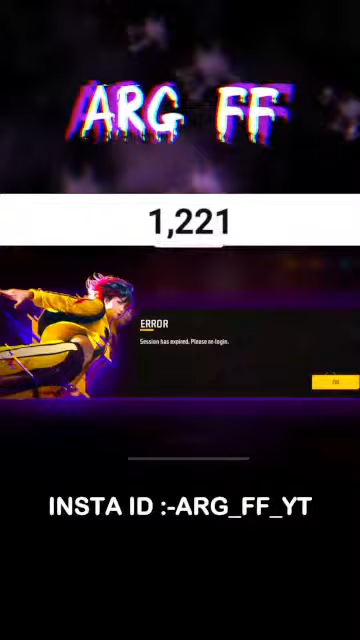 ARG FF
1,221
ERROR
Session has expired. Please re-login.
INSTA ID :-ARG_FF_YT